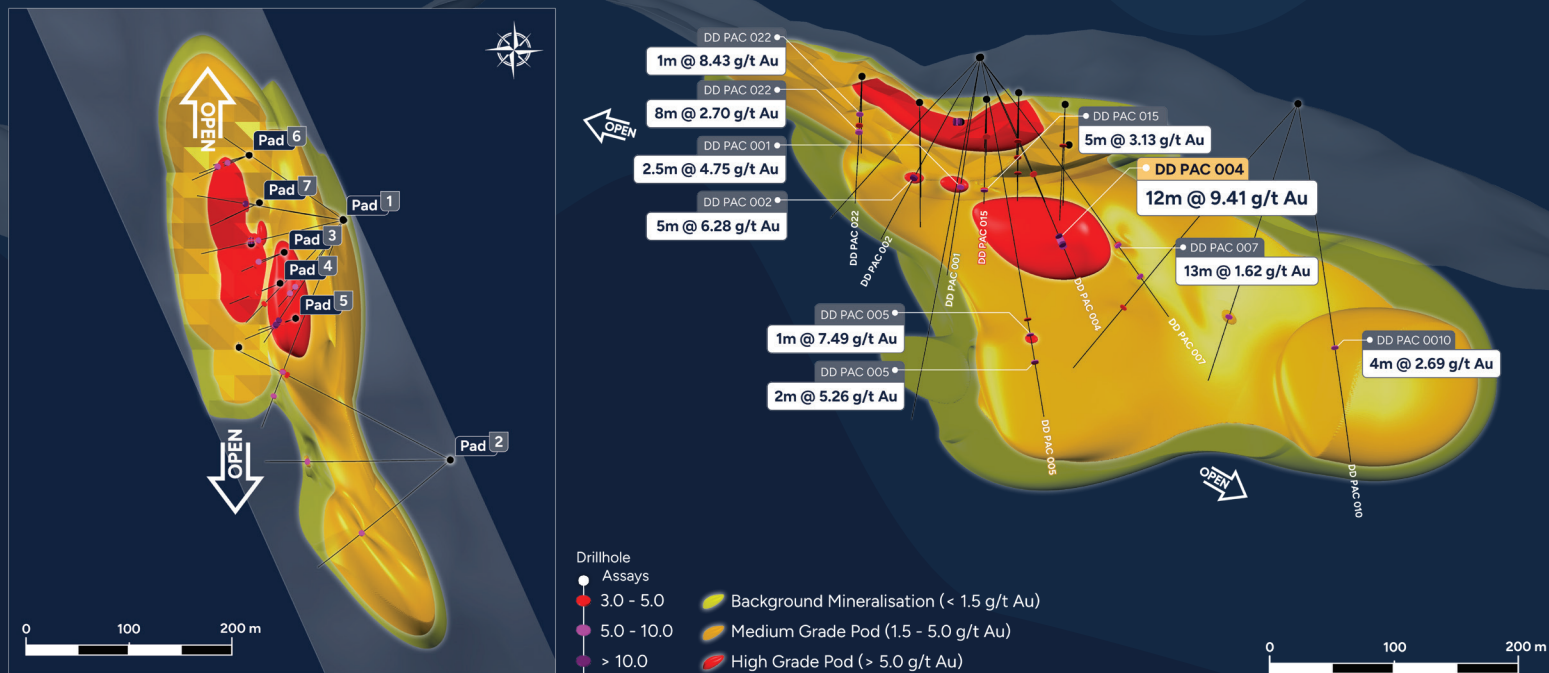 OPEN
Pad 6
Pad 7
Pad 1
Pad 3
Pad 4
Pad 5
Pad 2
OPEN
0 100 200 m
DD PAC 022
1m @ 8.43 g/t Au
DD PAC 022
8m @ 2.70 g/t Au
DD PAC 001
2.5m @ 4.75 g/t Au
DD PAC 002
5m @ 6.28 g/t Au
OPEN
DD PAC 015
5m @ 3.13 g/t Au
DD PAC 004
12m @ 9.41 g/t Au
DD PAC 007
13m @ 1.62 g/t Au
DD PAC 005
1m @ 7.49 g/t Au
DD PAC 005
2m @ 5.26 g/t Au
DD PAC 0010
4m @ 2.69 g/t Au
DD PAC 022
DD PAC 002
DD PAC 001
DD PAC 015
DD PAC 004
DD PAC 007
DD PAC 005
DD PAC 010
OPEN
Drillhole
Assays
3.0 - 5.0
5.0 - 10.0
> 10.0
Background Mineralisation (< 1.5 g/t Au)
Medium Grade Pod (1.5 - 5.0 g/t Au)
High Grade Pod (> 5.0 g/t Au)
0 100 200 m